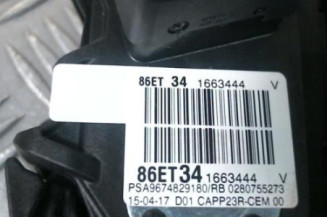 86ET 34 1663444 V
86ET34 1663444 V
PSA9674829180/RB 0280755273
15-04-17 D01 CAPP23R-CEM 00